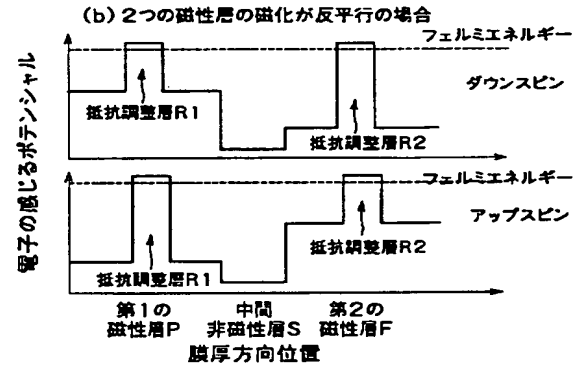 (b) 2つの磁性層の磁化が反平行の場合
フェルミエネルギー
ダウンスピン
抵抗調整層R1
抵抗調整層R2
電子の感じるポテンシャル
フェルミエネルギー
アップスピン
抵抗調整層R2
抵抗調整層R1
第1の
磁性層P
中間
非磁性層S
第2の
磁性層F
膜厚方向位置